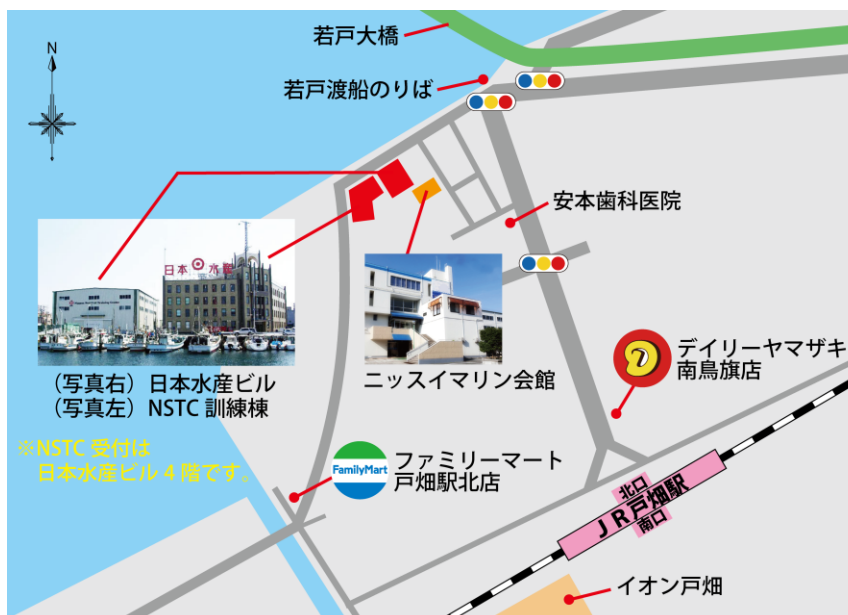 若戸大橋
N
若戸渡船のりば
安本歯科医院
日本水産
デイリーヤマザキ
南鳥旗店
(写真右)日本水産ビル
(写真左)NSTC 訓練棟
ニッスイマリン会館
※NSTC 受付は
日本水産ビル 4 階です。
FamilyMart
ファミリーマート
戸畑駅北店
北口
JR戸畑駅
南口
イオン戸畑